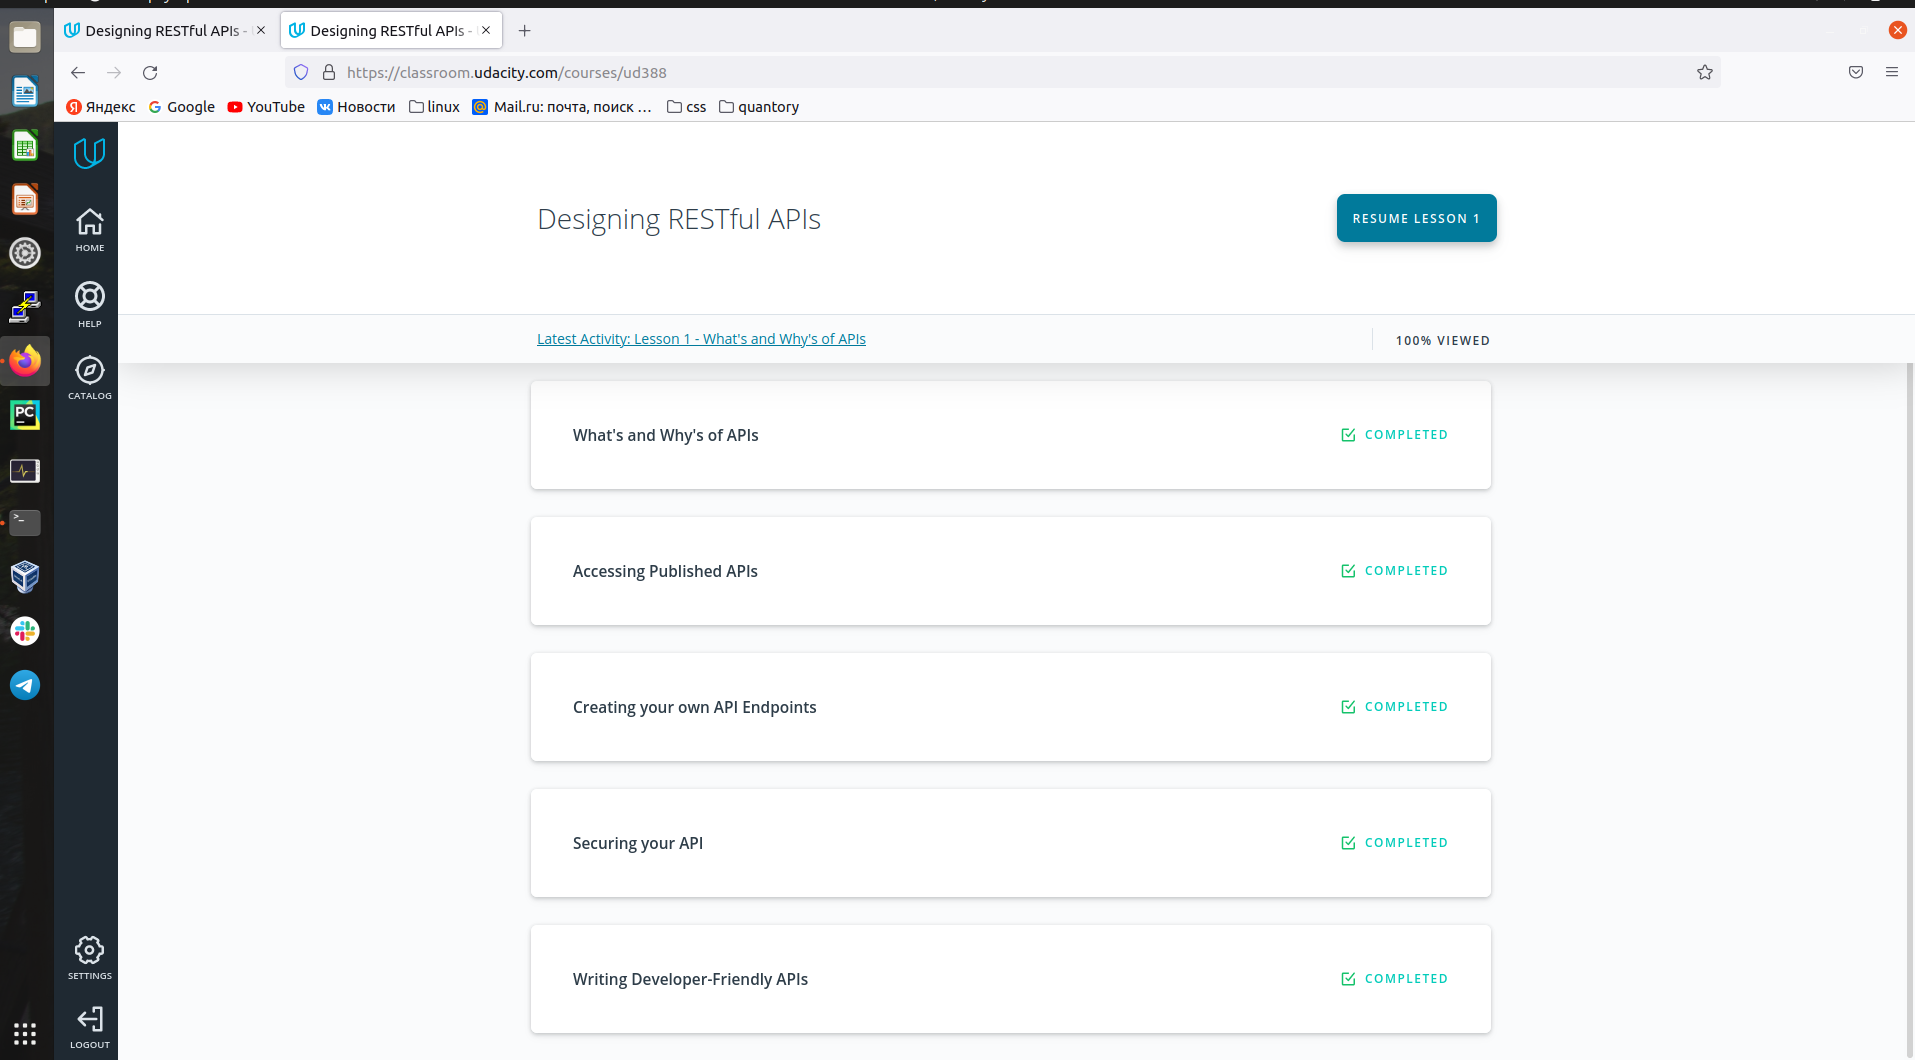 Designing RESTful APIs -
Designing RESTful APIs -
https://classroom.udacity.com/courses/ud388
Яндекс
Google
YouTube
Новости
linux
Mail.ru: почта, поиск ...
css
quantory
HOME
HELP
CATALOG
SETTINGS
LOGOUT
PC
Designing RESTful APIs
RESUME LESSON 1
Latest Activity: Lesson 1 - What's and Why's of APIs
100% VIEWED
What's and Why's of APIs
COMPLETED
Accessing Published APIs
COMPLETED
Creating your own API Endpoints
COMPLETED
Securing your API
COMPLETED
Writing Developer-Friendly APIs
COMPLETED